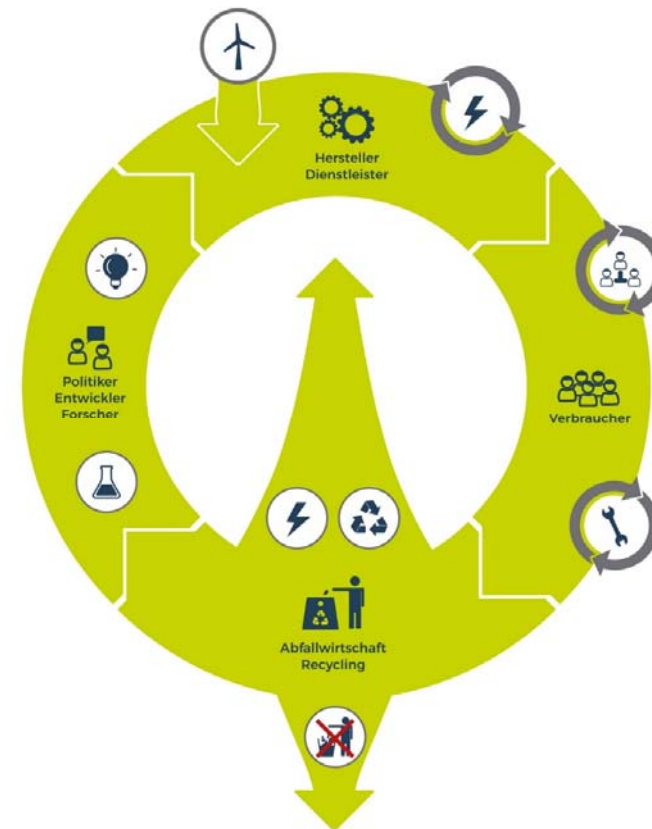 Hersteller
Dienstleister
Politiker
Entwickler
Forscher
Verbraucher
Abfallwirtschaft
Recycling